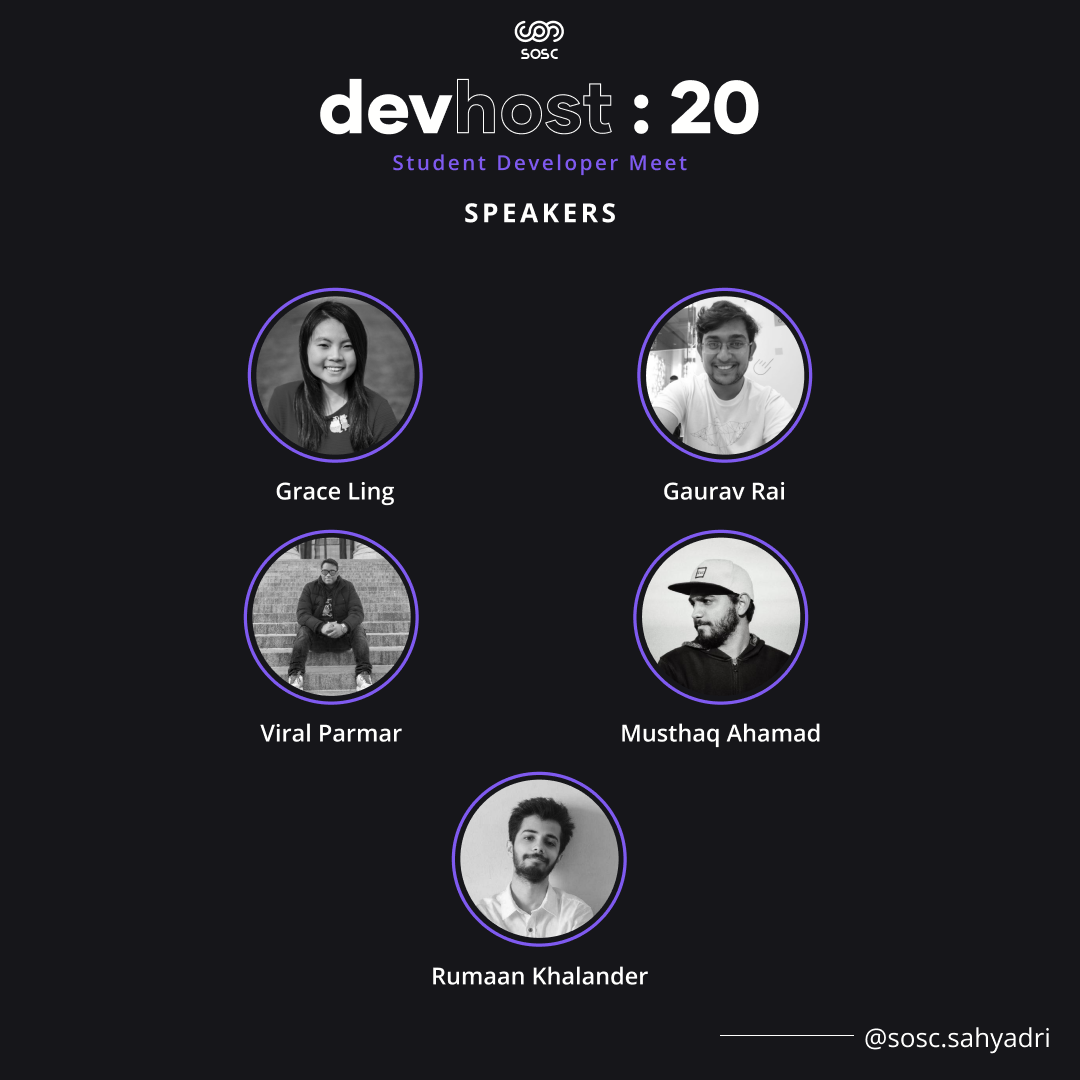 SOSC
devhost : 20
Student Developer Meet
SPEAKERS
Grace Ling
Gaurav Rai
Viral Parmar
Musthaq Ahamad
Rumaan Khalander
@sosc.sahyadri